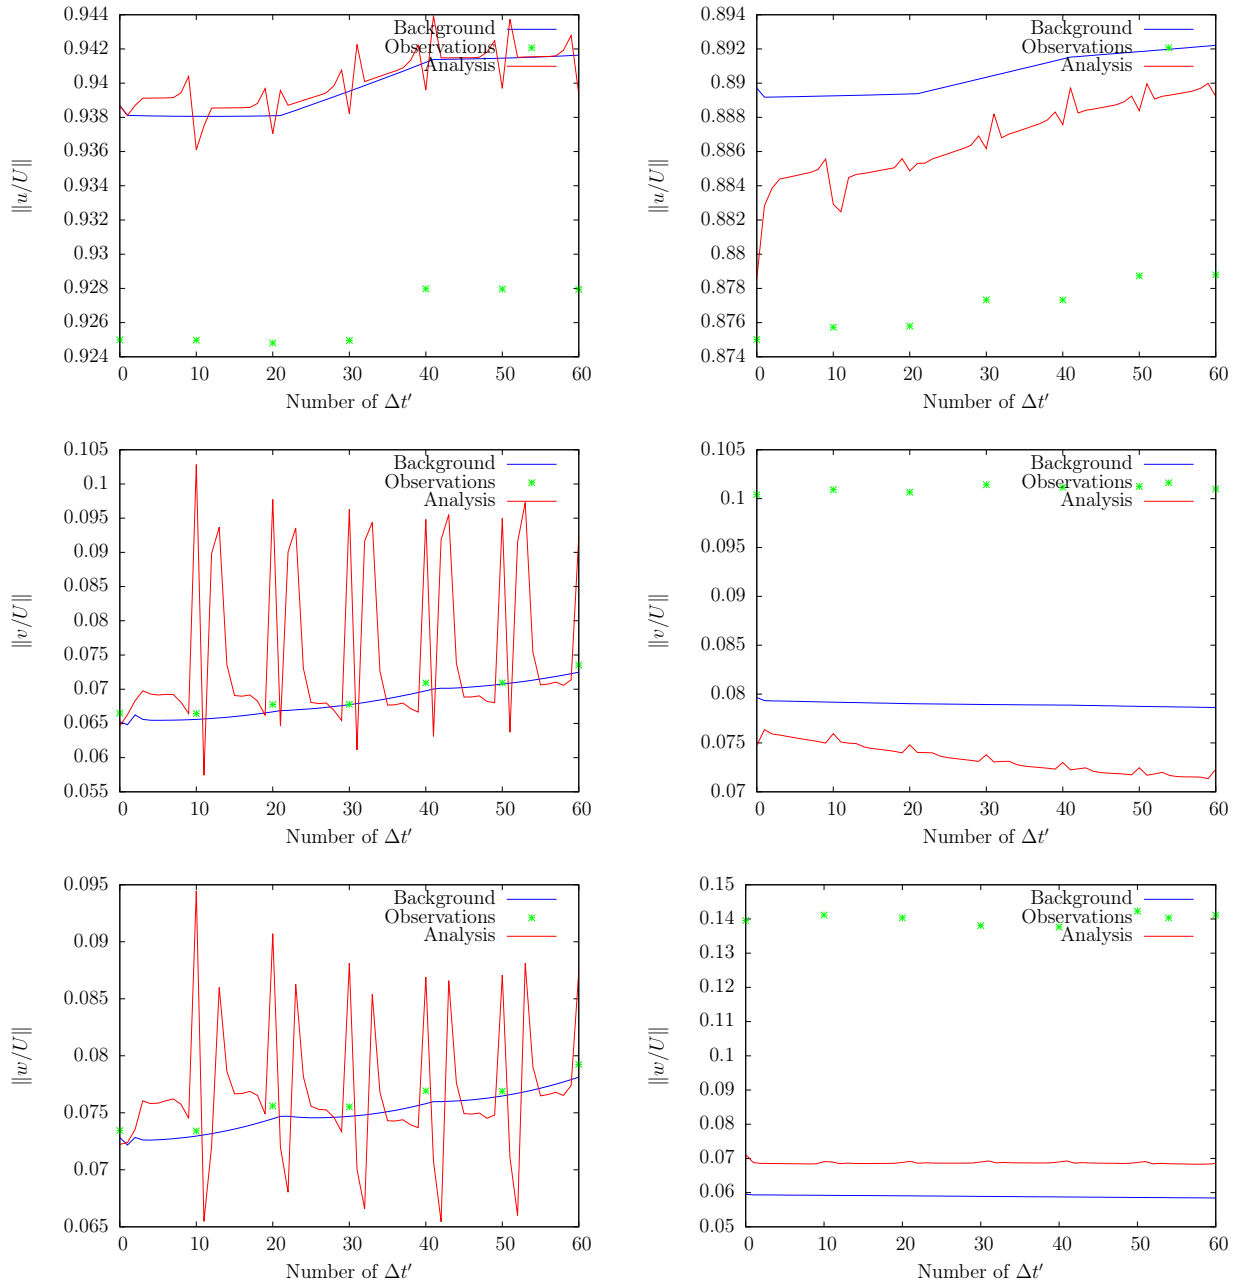 0.944
0.942
0.94
0.938
0.936
0.934
0.932
0.93
0.928
0.926
0.924
‖u/U‖
Background
Observations
Analysis
0 10 20 30 40 50 60
Number of Δt′
0.894
0.892
0.89
0.888
0.886
0.884
0.882
0.88
0.878
0.876
0.874
‖u/U‖
Background
Observations
Analysis
0 10 20 30 40 50 60
Number of Δt′
0.105
0.1
0.095
0.09
0.085
0.08
0.075
0.07
0.065
0.06
0.055
‖v/U‖
Background
Observations
Analysis
0 10 20 30 40 50 60
Number of Δt′
0.105
0.1
0.095
0.09
0.085
0.08
0.075
0.07
‖v/U‖
Background
Observations
Analysis
0 10 20 30 40 50 60
Number of Δt′
0.095
0.09
0.085
0.08
0.075
0.07
0.065
‖w/U‖
Background
Observations
Analysis
0 10 20 30 40 50 60
Number of Δt′
0.15
0.14
0.13
0.12
0.11
0.1
0.09
0.08
0.07
0.06
0.05
‖w/U‖
Background
Observations
Analysis
0 10 20 30 40 50 60
Number of Δt′